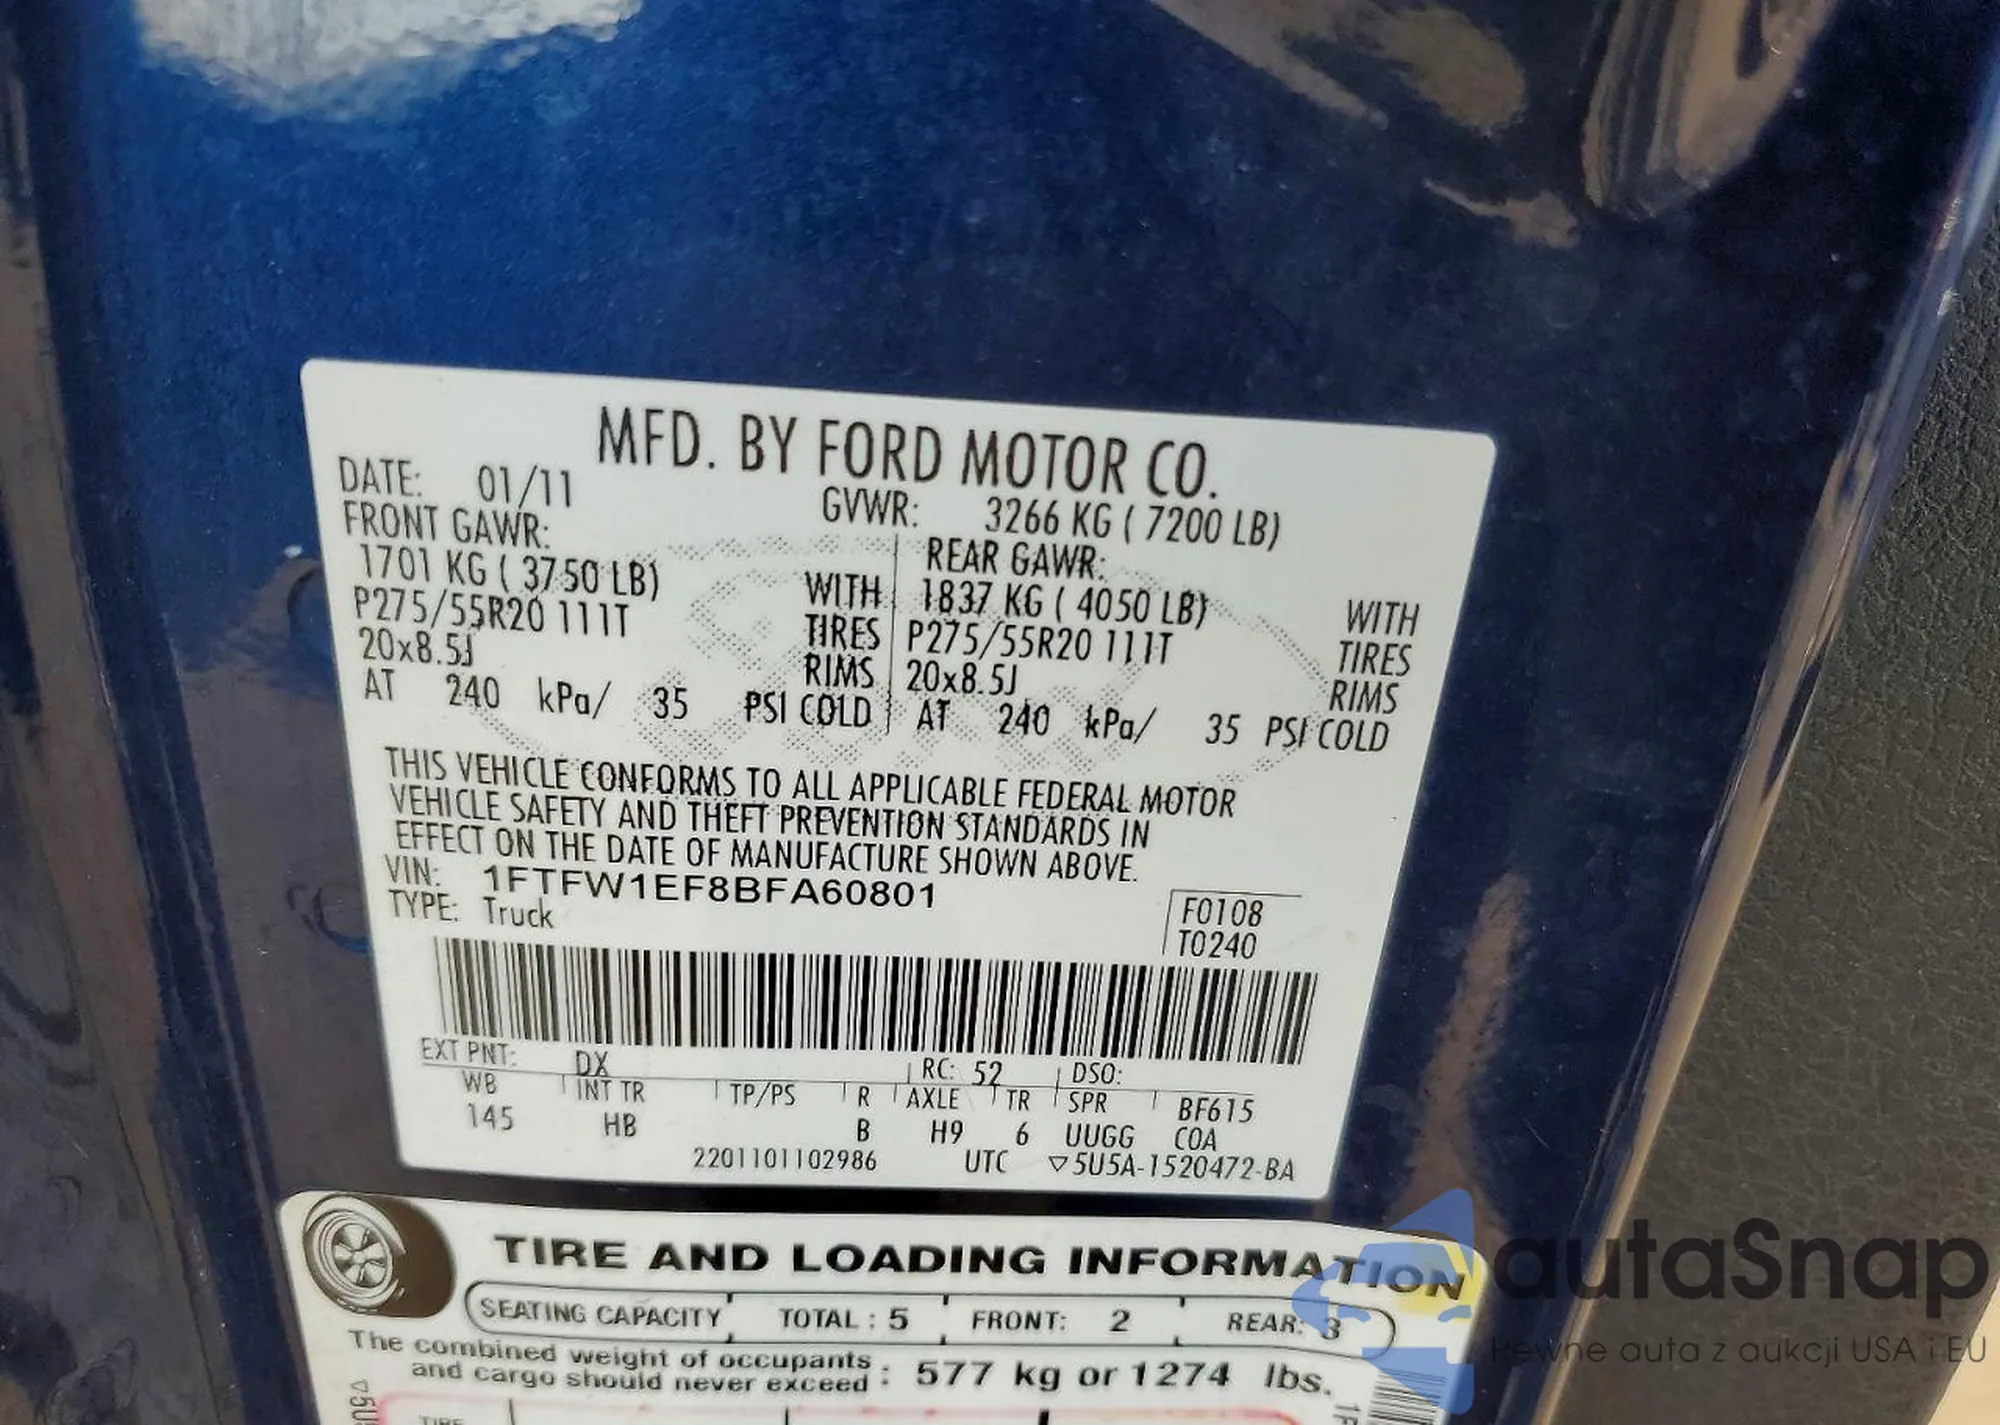 MFD. BY FORD MOTOR CO.
DATE: 01/11 GVWR: 3266 KG ( 7200 LB)
FRONT GAWR: REAR GAWR:
1701 KG ( 3750 LB) WITH 1837 KG ( 4050 LB) WITH
P275/55R20 111T TIRES P275/55R20 111T TIRES
20x8.5J RIMS 20x8.5J RIMS
AT 240 kPa/ 35 PSI COLD AT 240 kPa/ 35 PSI COLD
THIS VEHICLE CONFORMS TO ALL APPLICABLE FEDERAL MOTOR
VEHICLE SAFETY AND THEFT PREVENTION STANDARDS IN
EFFECT ON THE DATE OF MANUFACTURE SHOWN ABOVE.
VIN: 1FTFW1EF8BFA60801
TYPE: Truck
F0108
T0240
EXT PNT: DX RC: 52 DSO:
WB INT TR TP/PS R AXLE TR SPR BF615
145 HB B H9 6 UUGG COA
2201101102986 UTC ▽5U5A-1520472-BA
TIRE AND LOADING INFORMATION
SEATING CAPACITY TOTAL : 5 FRONT: 2 REAR: 3
The combined weight of occupants
and cargo should never exceed : 577 kg or 1274 lbs.
TIRE
autaSnap
Pewne auta z aukcji USA i EU